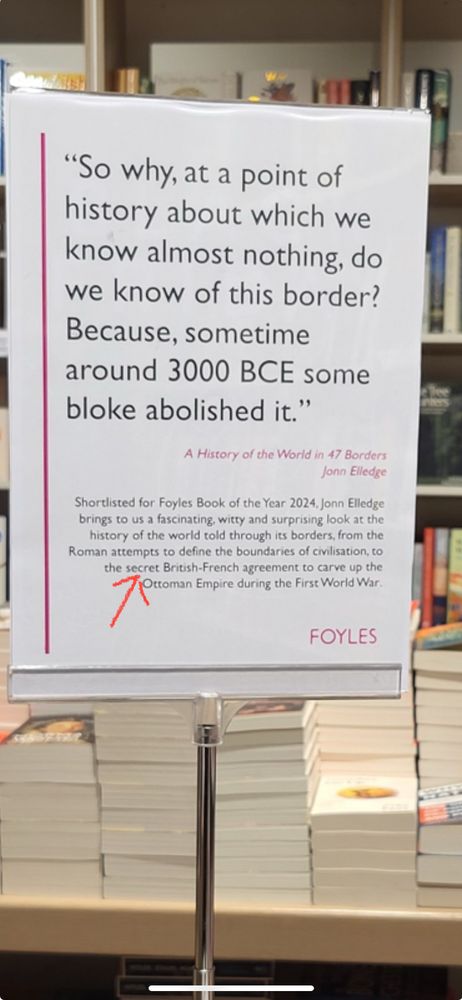 “So why, at a point of
history about which we
know almost nothing, do
we know of this border?
Because, sometime
around 3000 BCE some
bloke abolished it.”
A History of the World in 47 Borders
Jonn Elledge
Shortlisted for Foyles Book of the Year 2024, Jonn Elledge
brings to us a fascinating, witty and surprising look at the
history of the world told through its borders, from the
Roman attempts to define the boundaries of civilisation, to
the secret British-French agreement to carve up the
Ottoman Empire during the First World War.
FOYLES